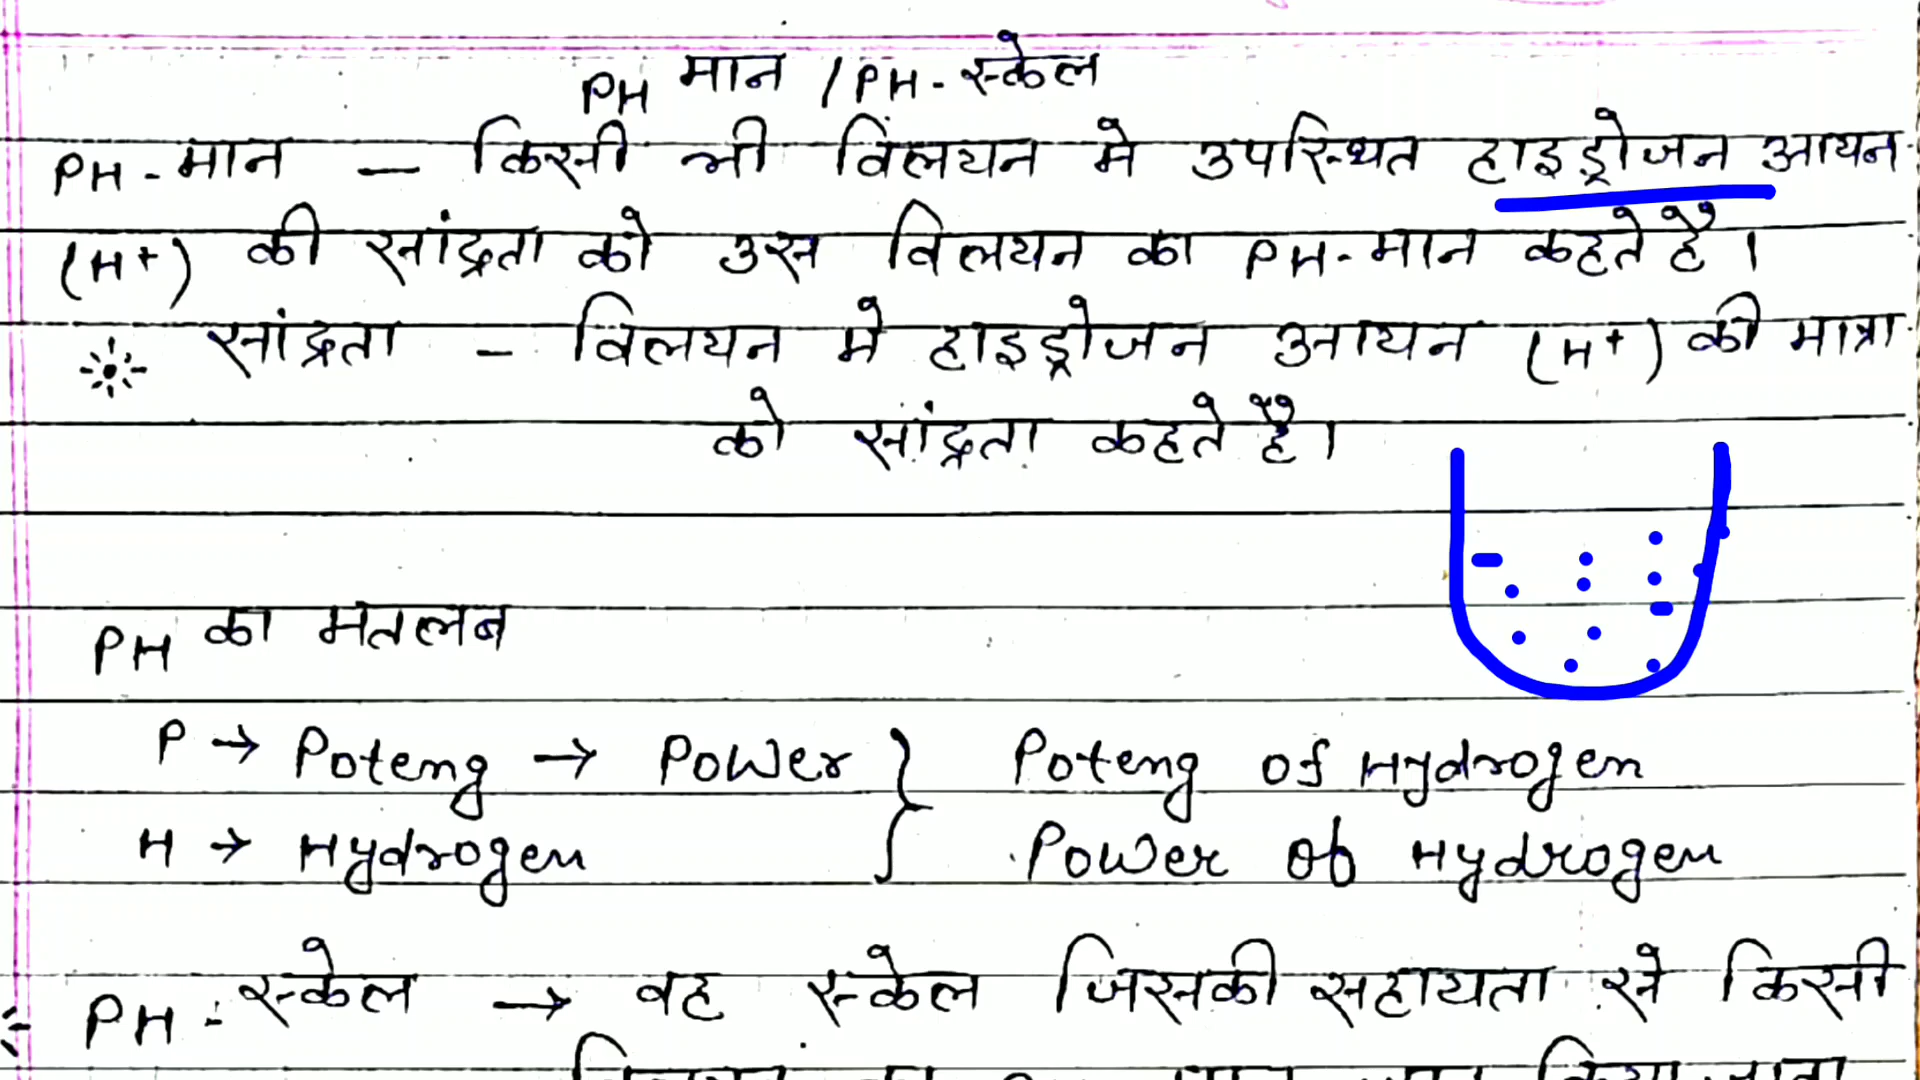 PH मान / PH-स्केल
PH-मान – किसी भी विलयन मे उपस्थित हाइड्रोजन आयन
(H+) की सांद्रता को उस विलयन का PH-मान कहते है।
सांद्रता – विलयन मे हाइड्रोजन आयन (H+) की मात्रा
को सांद्रता कहते है।
PH का मतलब
P → Poteng → Power } Poteng of Hydrogen
H → Hydrogen Power of Hydrogen
PH-स्केल → वह स्केल जिसकी सहायता से किसी